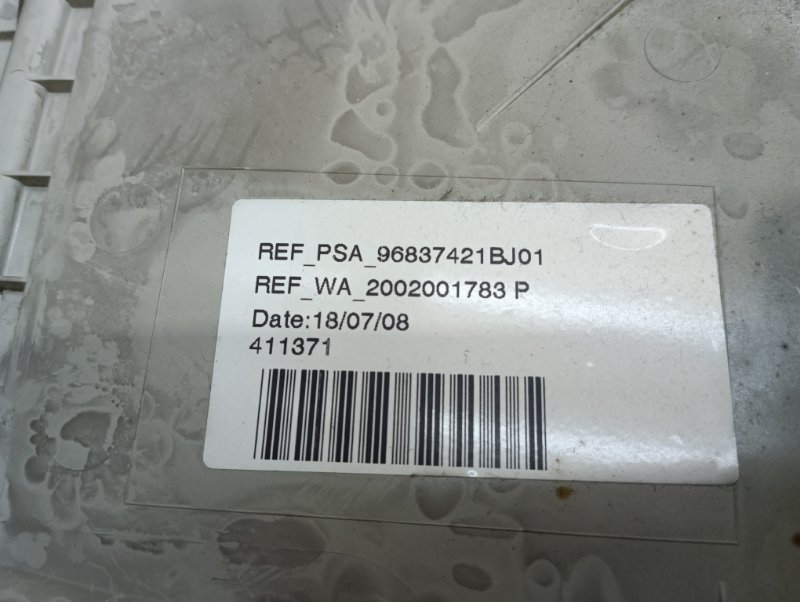 REF_PSA_96837421BJ01
REF_WA_2002001783 P
Date:18/07/08
411371